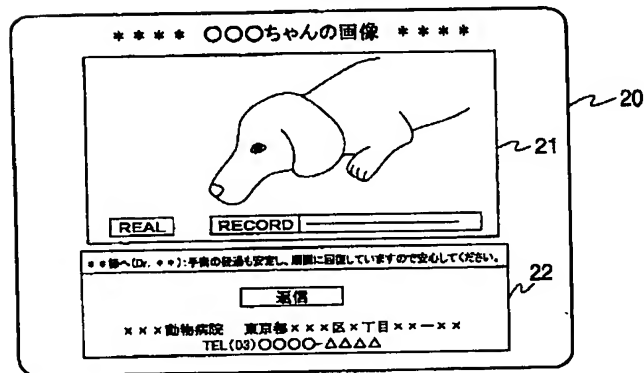 **** ○○○ちゃんの画像 ****
20
21
REAL RECORD
**様へ(Dr. **):手術の経過も安定し、順調に回復していますので安心してください。
22
返信
×××動物病院 東京都×××区×丁目××ー××
TEL(03)○○○○-△△△△